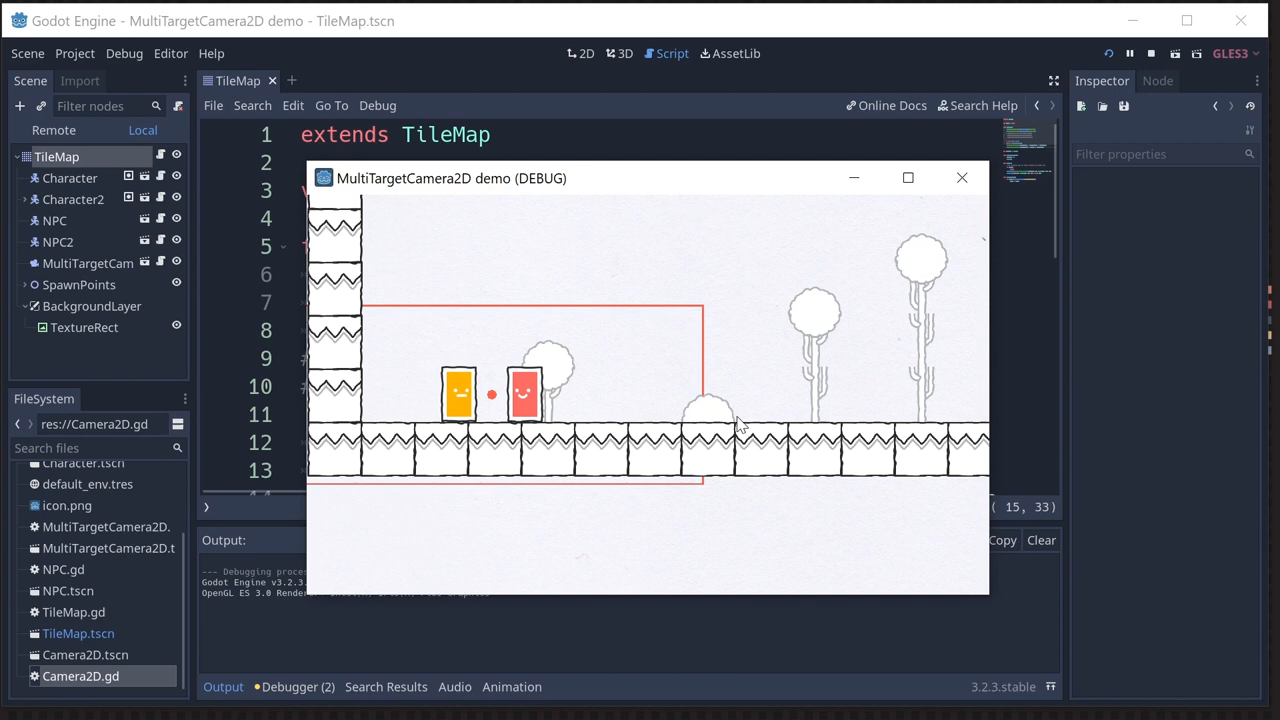 Godot Engine - MultiTargetCamera2D demo - TileMap.tscn
Scene Project Debug Editor Help
2D 3D Script AssetLib
GLES3
Scene Import
Filter nodes
Remote Local
TileMap
Character
Character2
NPC
NPC2
MultiTargetCam
SpawnPoints
BackgroundLayer
TextureRect
FileSystem
res://Camera2D.gd
Search files
Character.tscn
default_env.tres
icon.png
MultiTargetCamera2D.
MultiTargetCamera2D.t
NPC.gd
NPC.tscn
TileMap.gd
TileMap.tscn
Camera2D.tscn
Camera2D.gd
TileMap
File Search Edit Go To Debug
Online Docs Search Help
1 extends TileMap
2
3
4
5
6
7
8
9
10
11
12
13
MultiTargetCamera2D demo (DEBUG)
( 15, 33)
Output:
Copy Clear
--- Debugging proces
Godot Engine v3.2.3.
OpenGL ES 3.0 Render
Output Debugger (2) Search Results Audio Animation
3.2.3.stable
Inspector Node
Filter properties